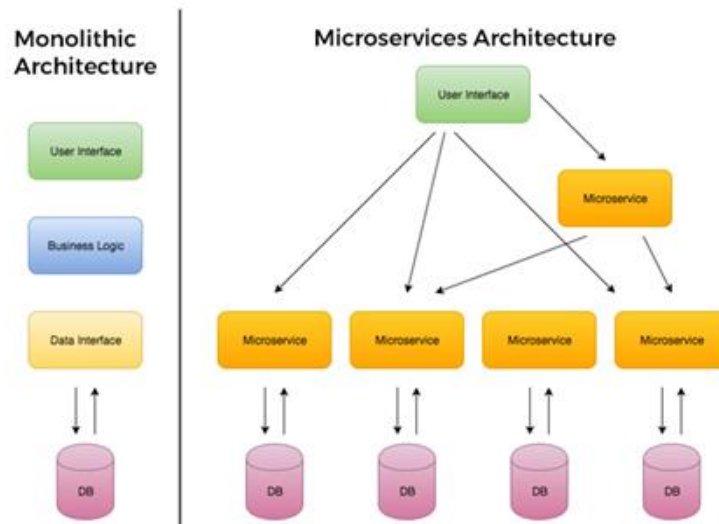 Monolithic
Architecture
User Interface
Business Logic
Data Interface
DB
Microservices Architecture
User Interface
Microservice
Microservice
Microservice
Microservice
Microservice
DB
DB
DB
DB